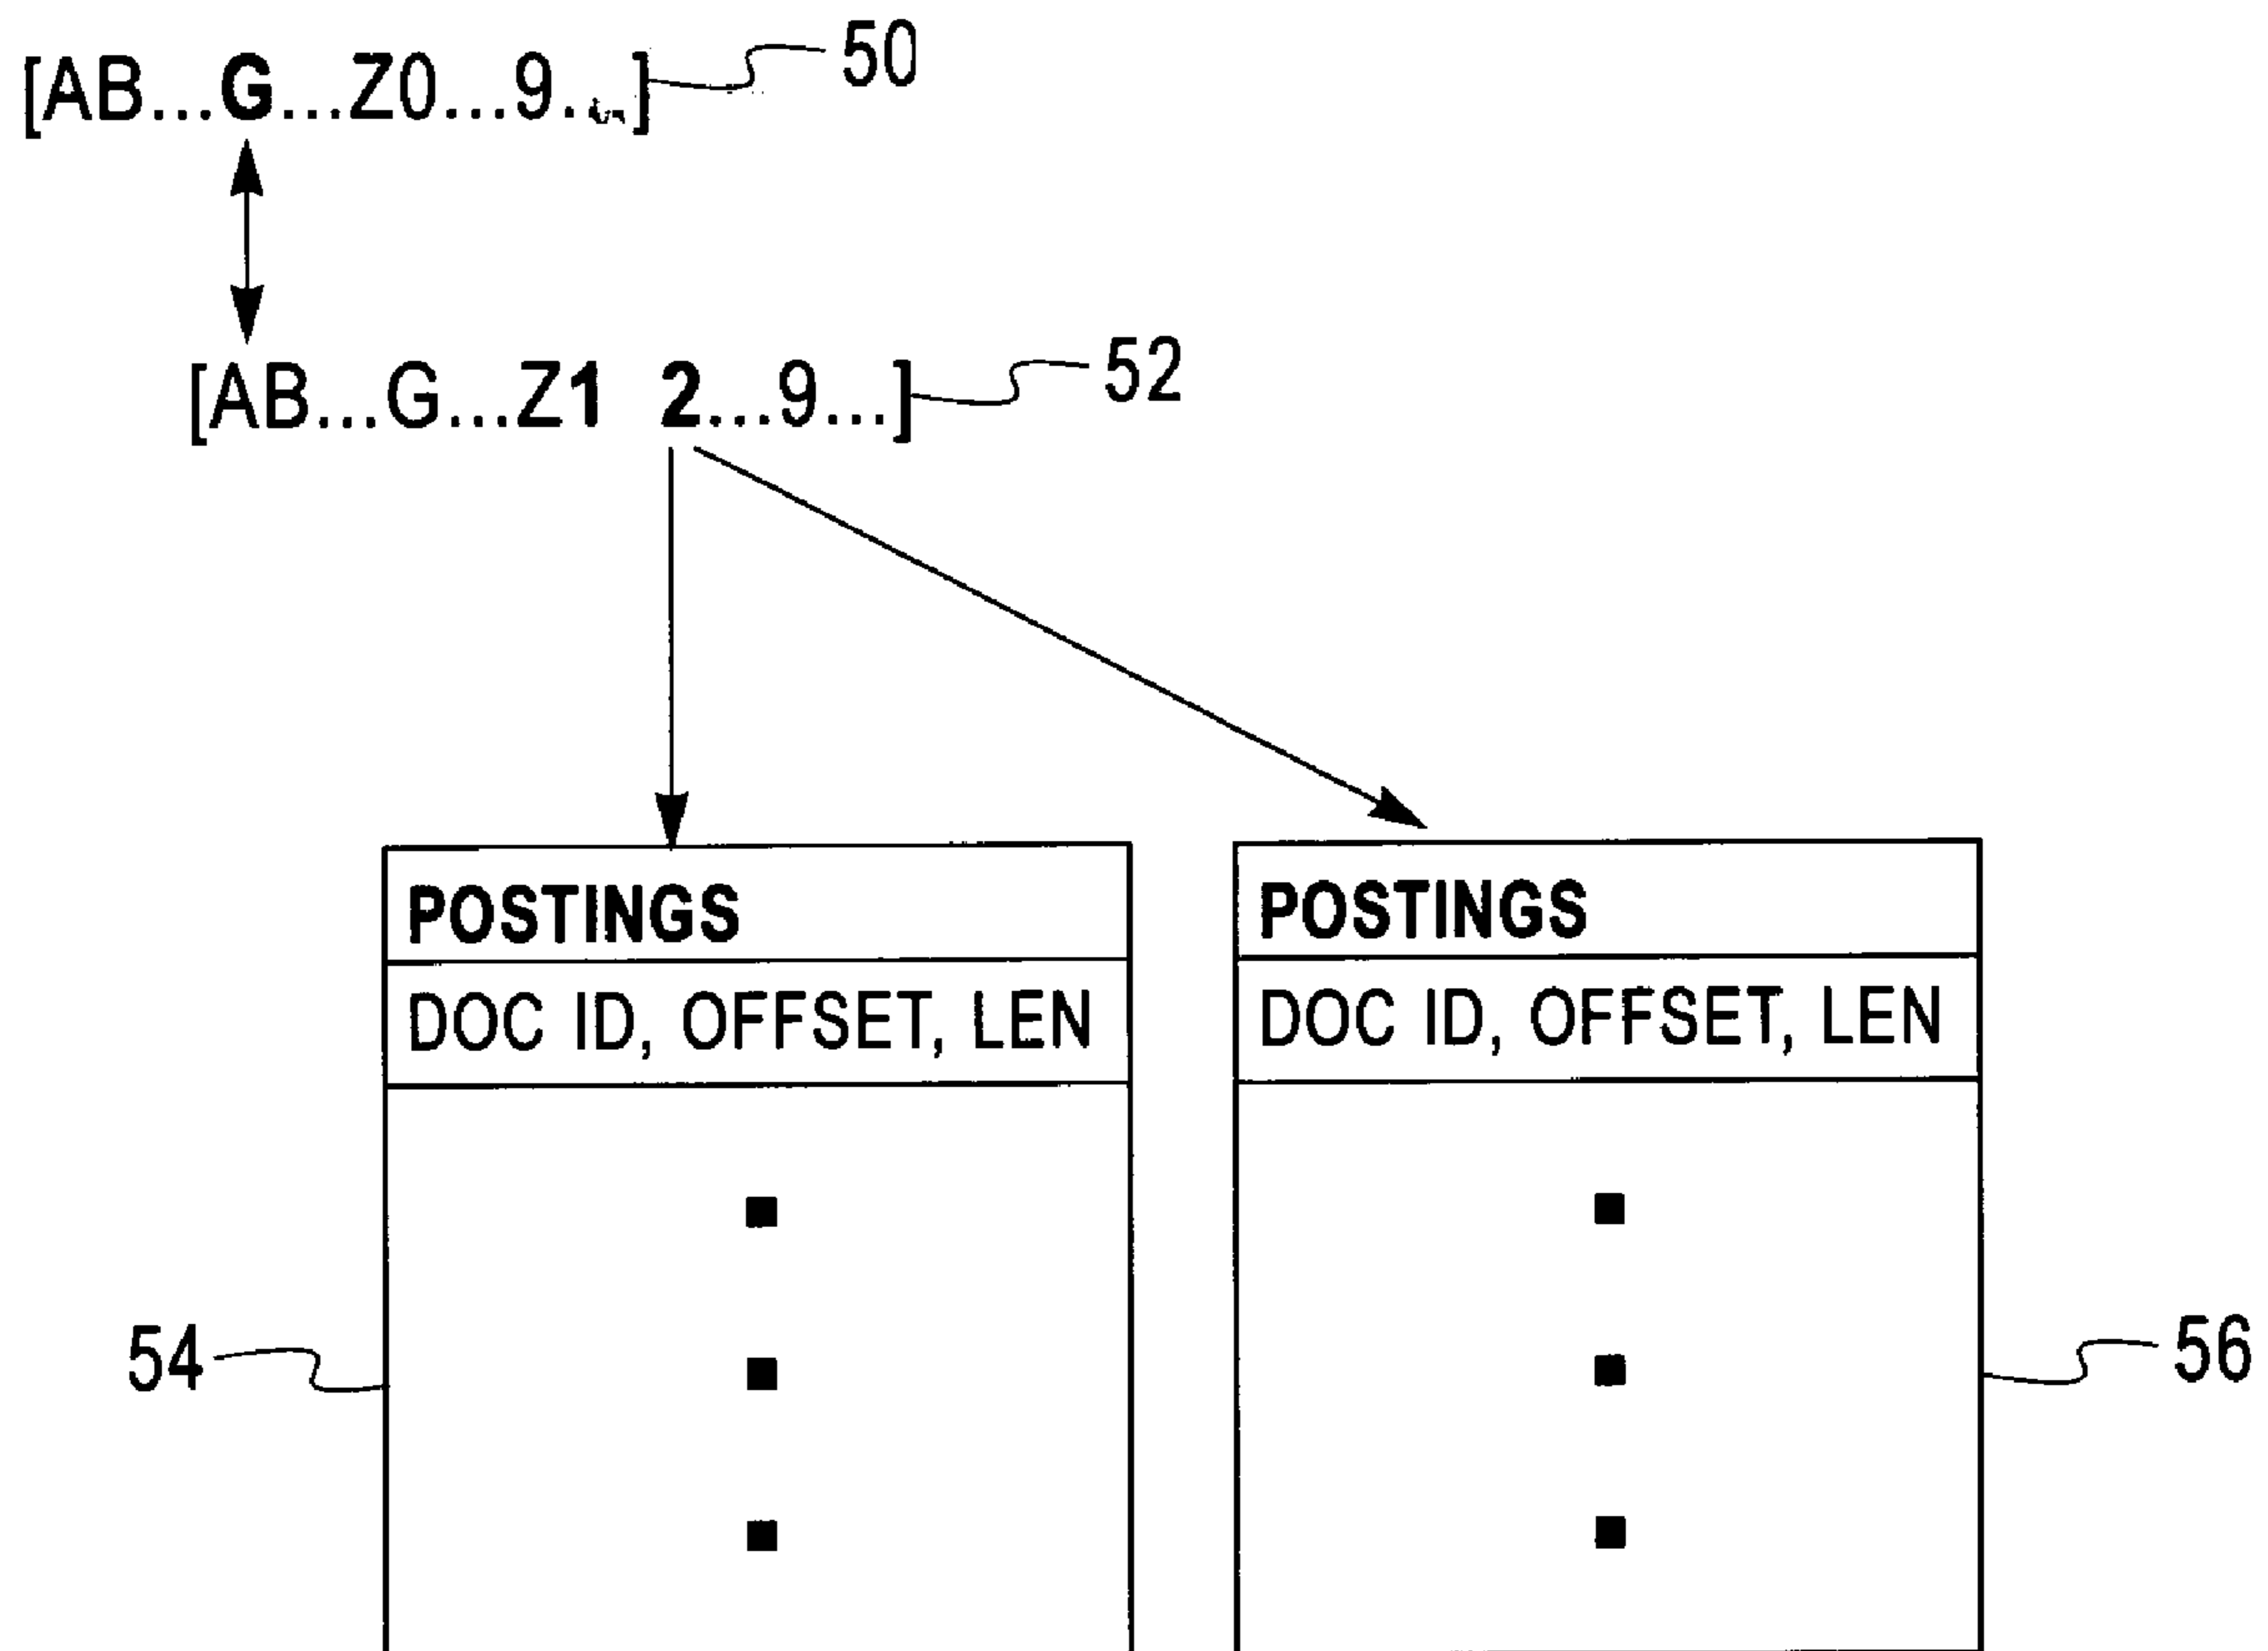 [AB...G...Z0...9...] 50
[AB...G...Z1 2...9...] 52
POSTINGS POSTINGS
DOC ID, OFFSET, LEN DOC ID, OFFSET, LEN
54 56